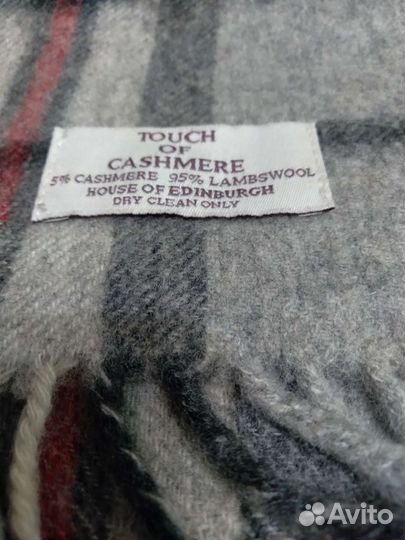 TOUCH
OF
CASHMERE
5% CASHMERE 95% LAMBSWOOL
HOUSE OF EDINBURGH
DRY CLEAN ONLY
Avito